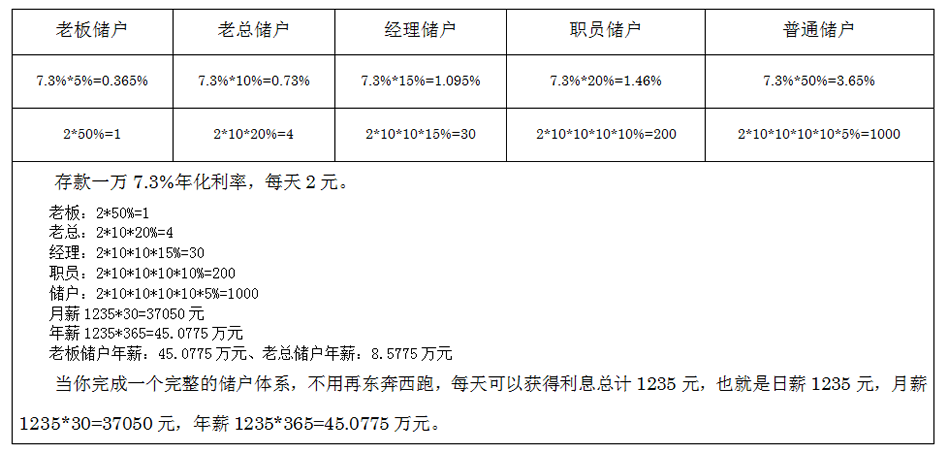 老板储户 老总储户 经理储户 职员储户 普通储户
7.3%*5%=0.365% 7.3%*10%=0.73% 7.3%*15%=1.095% 7.3%*20%=1.46% 7.3%*50%=3.65%
2*50%=1 2*10*20%=4 2*10*10*15%=30 2*10*10*10*10%=200 2*10*10*10*10*5%=1000
存款一万 7.3%年化利率，每天 2 元。
老板：2*50%=1
老总：2*10*20%=4
经理：2*10*10*15%=30
职员：2*10*10*10*10%=200
储户：2*10*10*10*10*5%=1000
月薪 1235*30=37050 元
年薪 1235*365=45.0775 万元
老板储户年薪：45.0775 万元、老总储户年薪：8.5775 万元
当你完成一个完整的储户体系，不用再东奔西跑，每天可以获得利息总计 1235 元，也就是日薪 1235 元，月薪
1235*30=37050 元，年薪 1235*365=45.0775 万元。